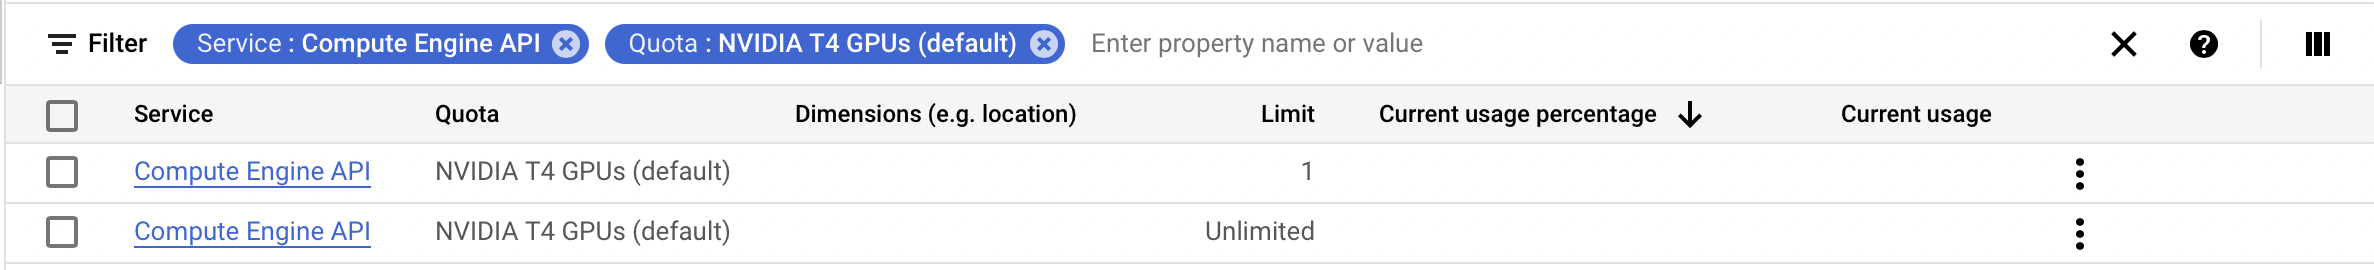 Filter Service : Compute Engine API Quota : NVIDIA T4 GPUs (default) Enter property name or value
Service Quota Dimensions (e.g. location) Limit Current usage percentage Current usage
Compute Engine API NVIDIA T4 GPUs (default) 1
Compute Engine API NVIDIA T4 GPUs (default) Unlimited